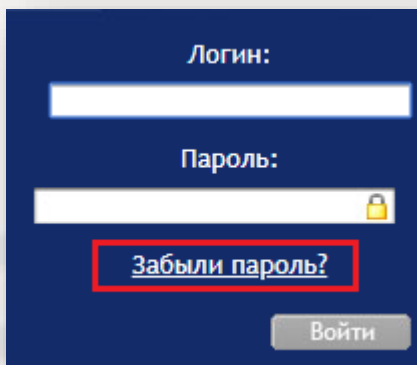 Логин:
Пароль:
Забыли пароль?
Войти